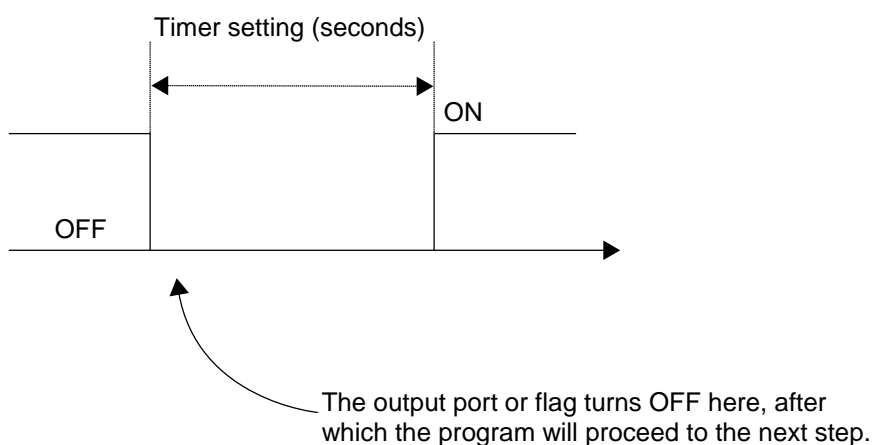 Timer setting (seconds)
ON
OFF
The output port or flag turns OFF here, after
which the program will proceed to the next step.